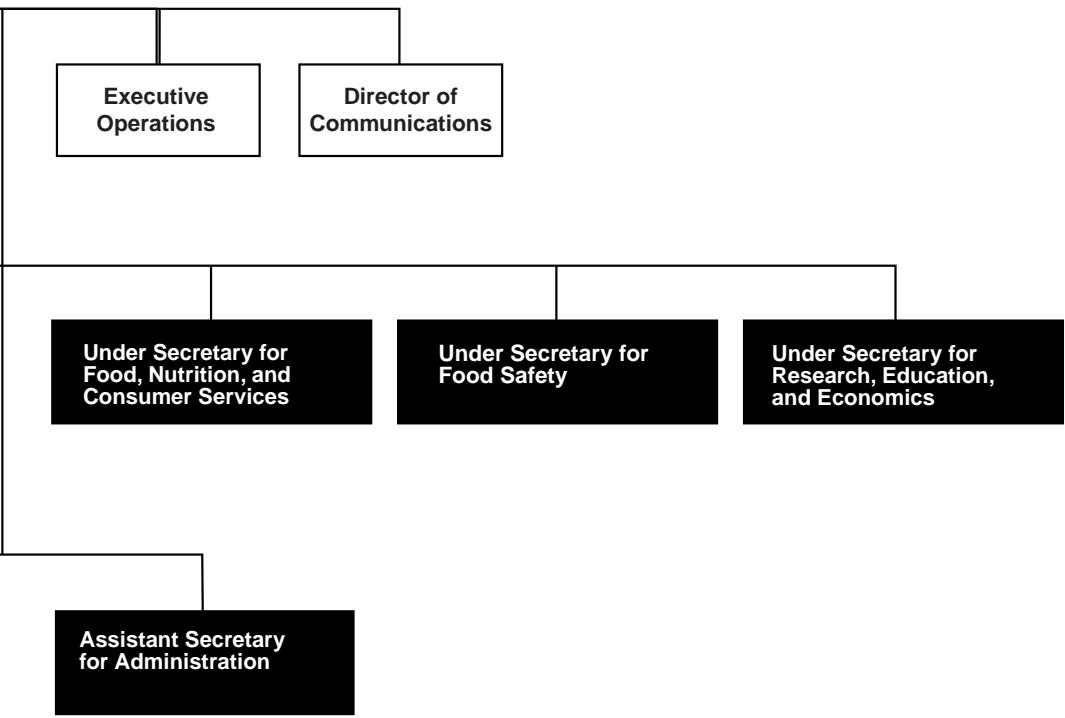 Executive
Operations
Director of
Communications
Under Secretary for
Food, Nutrition, and
Consumer Services
Under Secretary for
Food Safety
Under Secretary for
Research, Education,
and Economics
Assistant Secretary
for Administration